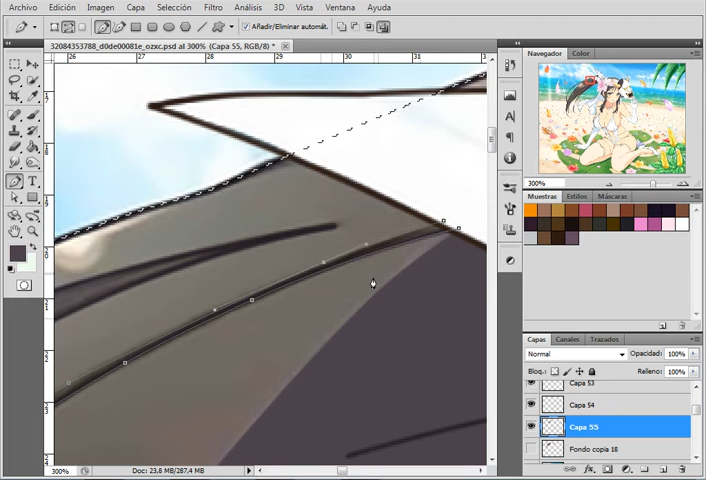 Archivo Edición Imagen Capa Selección Filtro Análisis 3D Vista Ventana Ayuda
Añadir/Eliminar automát.
32084353788_d0de00081e_ozxc.psd al 300% (Capa 55, RGB/8) *
26 27 28 29 30 31
Navegador Color
300%
Muestras Estilos Máscaras
Capas Canales Trazados
Normal Opacidad: 100%
Bloq.: Relleno: 100%
Capa 53
Capa 54
Capa 55
Fondo copia 18
300% Doc: 23,8 MB/287,4 MB